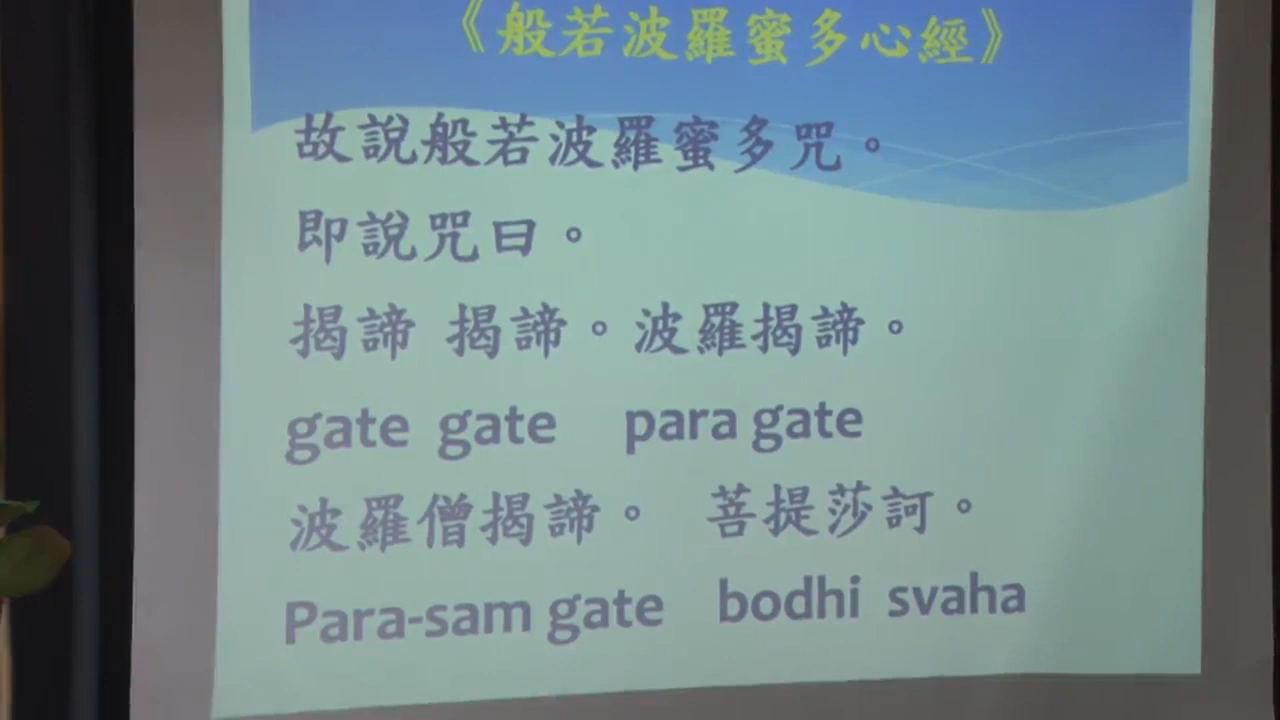 《般若波羅蜜多心經》
故說般若波羅蜜多咒。
即說咒曰。
揭諦 揭諦。波羅揭諦。
gate gate para gate
波羅僧揭諦。 菩提莎訶。
Para-sam gate bodhi svaha